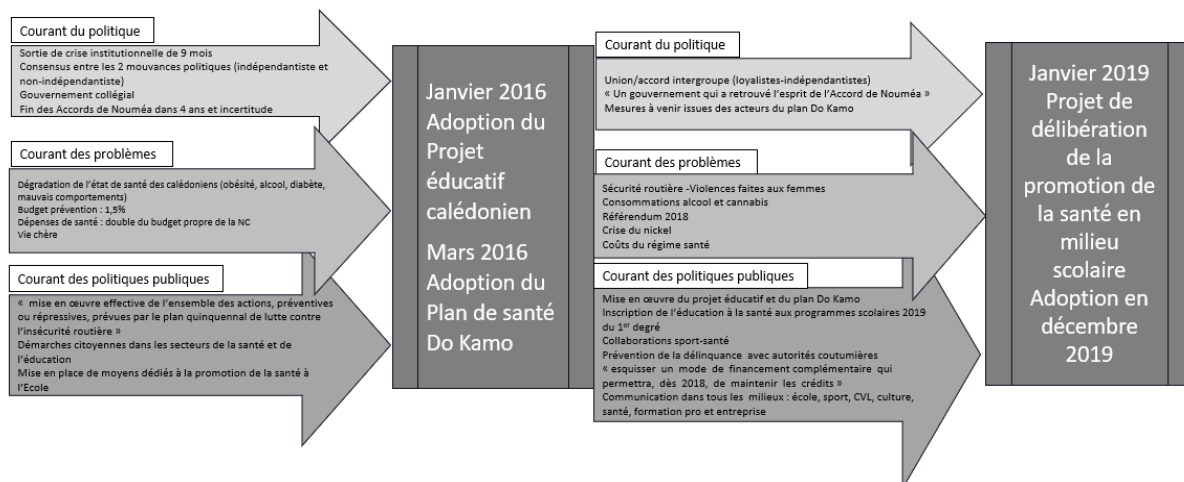 Courant du politique
Sortie de crise institutionnelle de 9 mois
Consensus entre les 2 mouvances politiques (indépendantiste et
non-indépendantiste)
Gouvernement collégial
Fin des Accords de Nouméa dans 4 ans et incertitude
Courant des problèmes
Dégradation de l'état de santé des calédoniens (obésité, alcool, diabète,
mauvais comportements)
Budget prévention : 1,5%
Dépenses de santé : double du budget propre de la NC
Vie chère
Courant des politiques publiques
« mise en œuvre effective de l'ensemble des actions, préventives
ou répressives, prévues par le plan quinquennal de lutte contre
l'insécurité routière »
Démarches citoyennes dans les secteurs de la santé et de
l'éducation
Mise en place de moyens dédiés à la promotion de la santé à
l'Ecole
Janvier 2016
Adoption du
Projet
éducatif
calédonien
Mars 2016
Adoption du
Plan de santé
Do Kamo
Courant du politique
Union/accord intergroupe (loyalistes-indépendantistes)
« Un gouvernement qui a retrouvé l'esprit de l'Accord de Nouméa »
Mesures à venir issues des acteurs du plan Do Kamo
Courant des problèmes
Sécurité routière -Violences faites aux femmes
Consommations alcool et cannabis
Référendum 2018
Crise du nickel
Coûts du régime santé
Courant des politiques publiques
Mise en œuvre du projet éducatif et du plan Do Kamo
Inscription de l'éducation à la santé aux programmes scolaires 2019
du 1er degré
Collaborations sport-santé
Prévention de la délinquance avec autorités coutumières
« esquisser un mode de financement complémentaire qui
permettra, dès 2018, de maintenir les crédits »
Communication dans tous les milieux : école, sport, CVL, culture,
santé, formation pro et entreprise
Janvier 2019
Projet de
délibération
de la
promotion de
la santé en
milieu
scolaire
Adoption en
décembre
2019